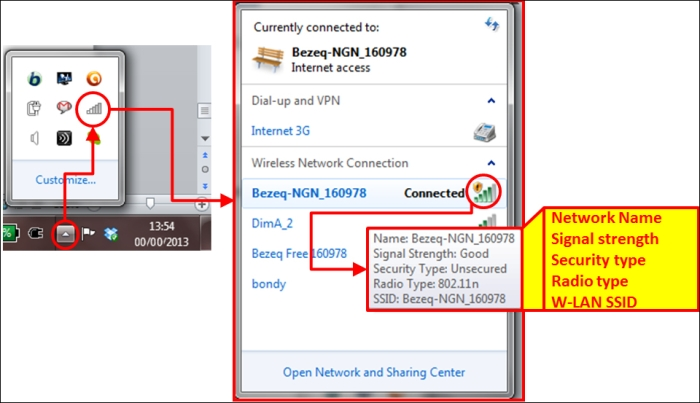 Customize...
13:54
00/00/2013
Currently connected to:
Bezeq-NGN_160978
Internet access
Dial-up and VPN
Internet 3G
Wireless Network Connection
Bezeq-NGN_160978 Connected
DimA_2
Bezeq Free 160978
bondy
Name: Bezeq-NGN_160978
Signal Strength: Good
Security Type: Unsecured
Radio Type: 802.11n
SSID: Bezeq-NGN_160978
Open Network and Sharing Center
Network Name
Signal strength
Security type
Radio type
W-LAN SSID